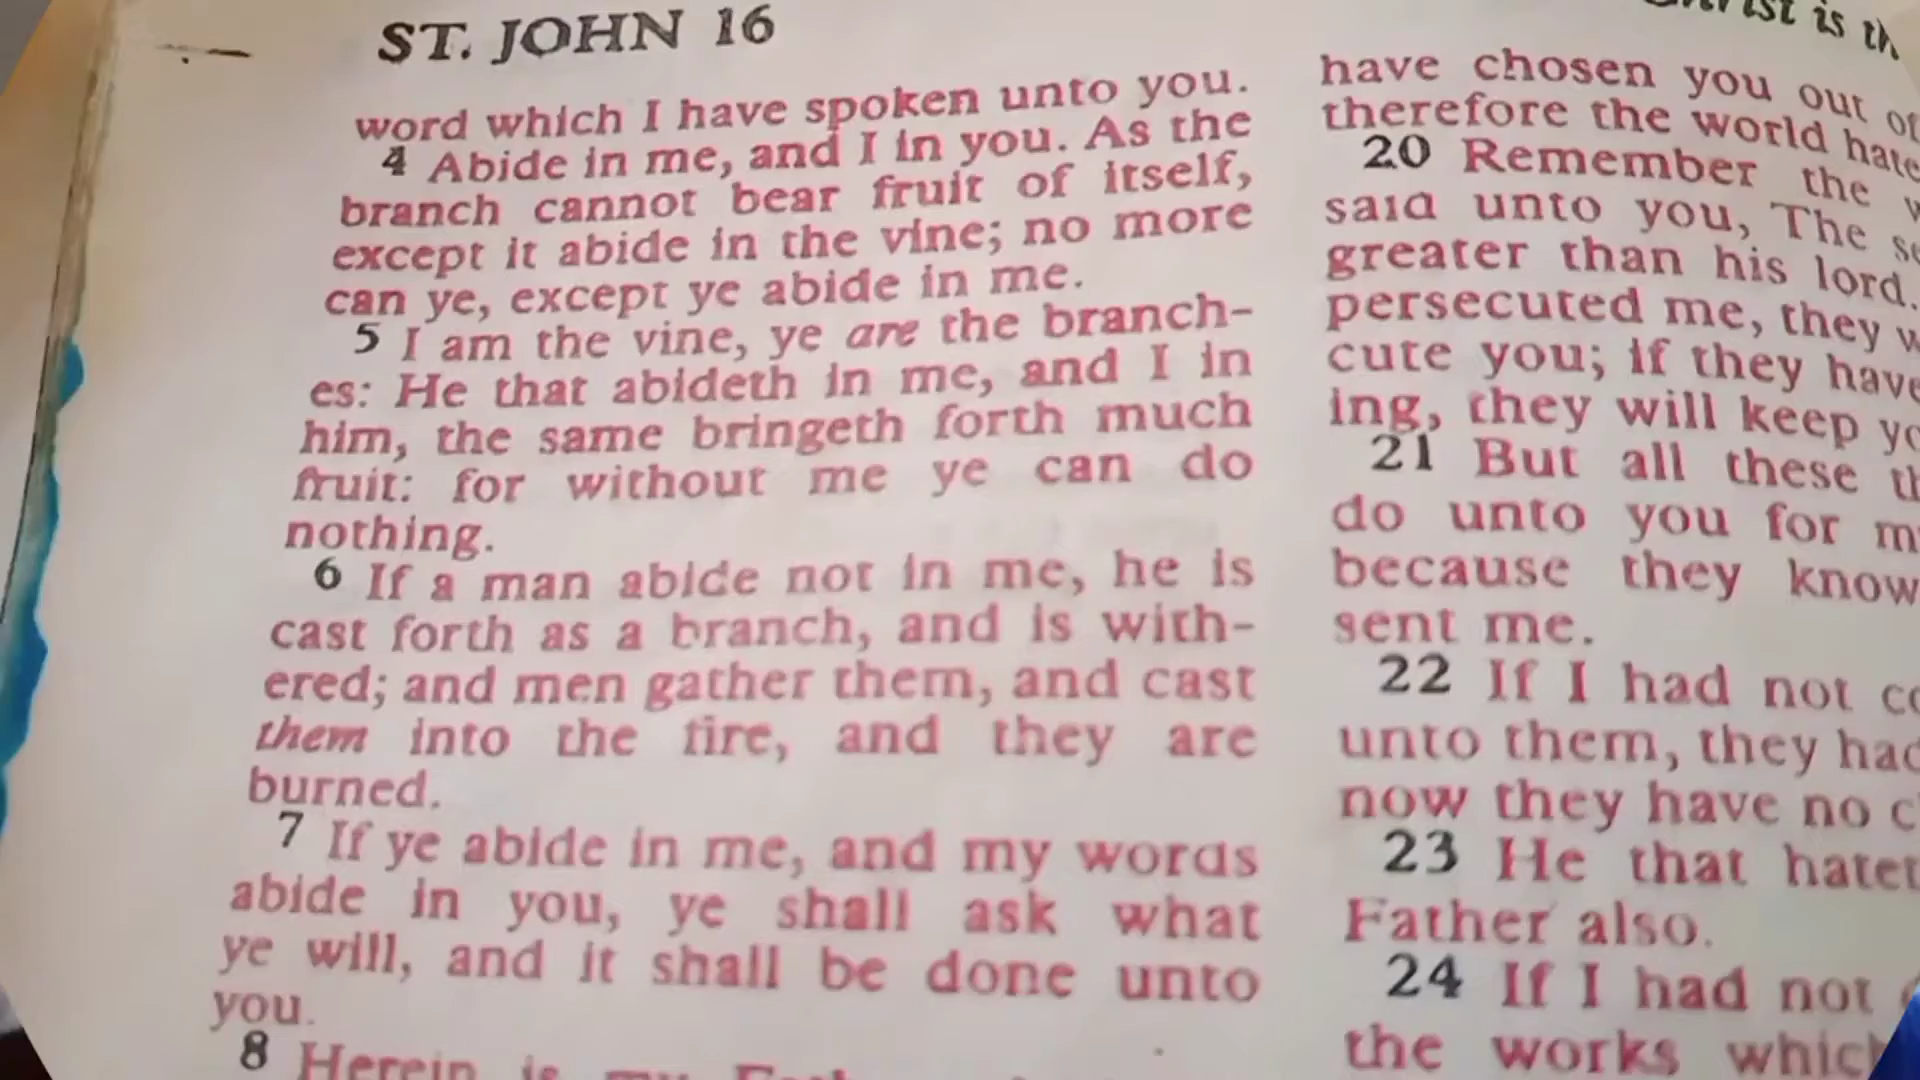 ST. JOHN 16
is th
word which I have spoken unto you.
4 Abide in me, and I in you. As the
branch cannot bear fruit of itself,
except it abide in the vine; no more
can ye, except ye abide in me.
5 I am the vine, ye are the branch-
es: He that abideth in me, and I in
him, the same bringeth forth much
fruit: for without me ye can do
nothing.
6 If a man abide not in me, he is
cast forth as a branch, and is with-
ered; and men gather them, and cast
them into the fire, and they are
burned.
7 If ye abide in me, and my words
abide in you, ye shall ask what
ye will, and it shall be done unto
you.
8 Herein is my
have chosen you out of
therefore the world hate
20 Remember the
said unto you, The
greater than his lord.
persecuted me, they
cute you; if they have
ing, they will keep
21 But all these
do unto you for
because they know
sent me.
22 If I had not
unto them, they had
now they have no
23 He that
Father also.
24 If I had not
the works which